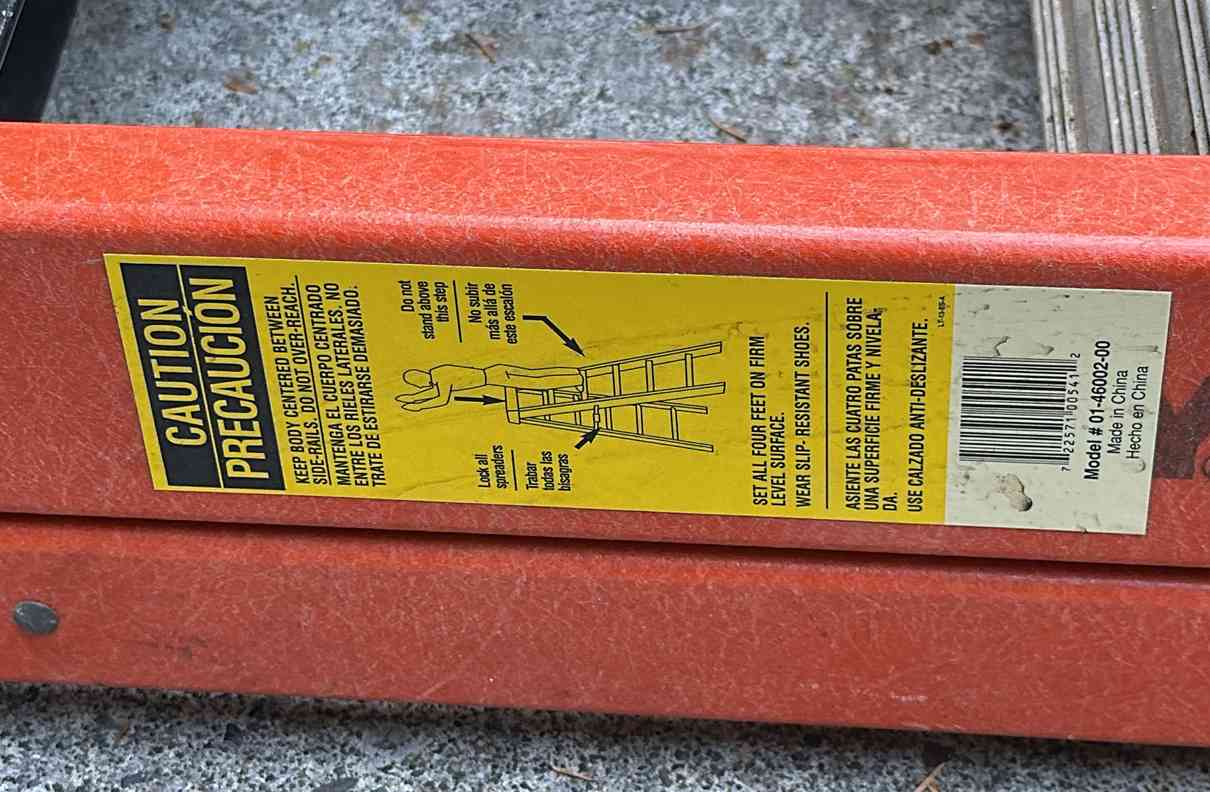 CAUTION
PRECAUCIÓN
KEEP BODY CENTERED BETWEEN
SIDE-RAILS. DO NOT OVER-REACH.
MANTENGA EL CUERPO CENTRADO
ENTRE LOS RIELES LATERALES. NO
TRATE DE ESTIRARSE DEMASIADO.
Do not
stand above
this step
No subir
más allá de
este escalón
Lock all
spreaders
Trabar
todas las
bisagras
SET ALL FOUR FEET ON FIRM
LEVEL SURFACE.
WEAR SLIP- RESISTANT SHOES.
ASIENTE LAS CUATRO PATAS SOBRE
UNA SUPERFICIE FIRME Y NIVELA-
DA.
USE CALZADO ANTI-DESLIZANTE.
7 22571 00541 2
Model # 01-46002-00
Made in China
Hecho en China